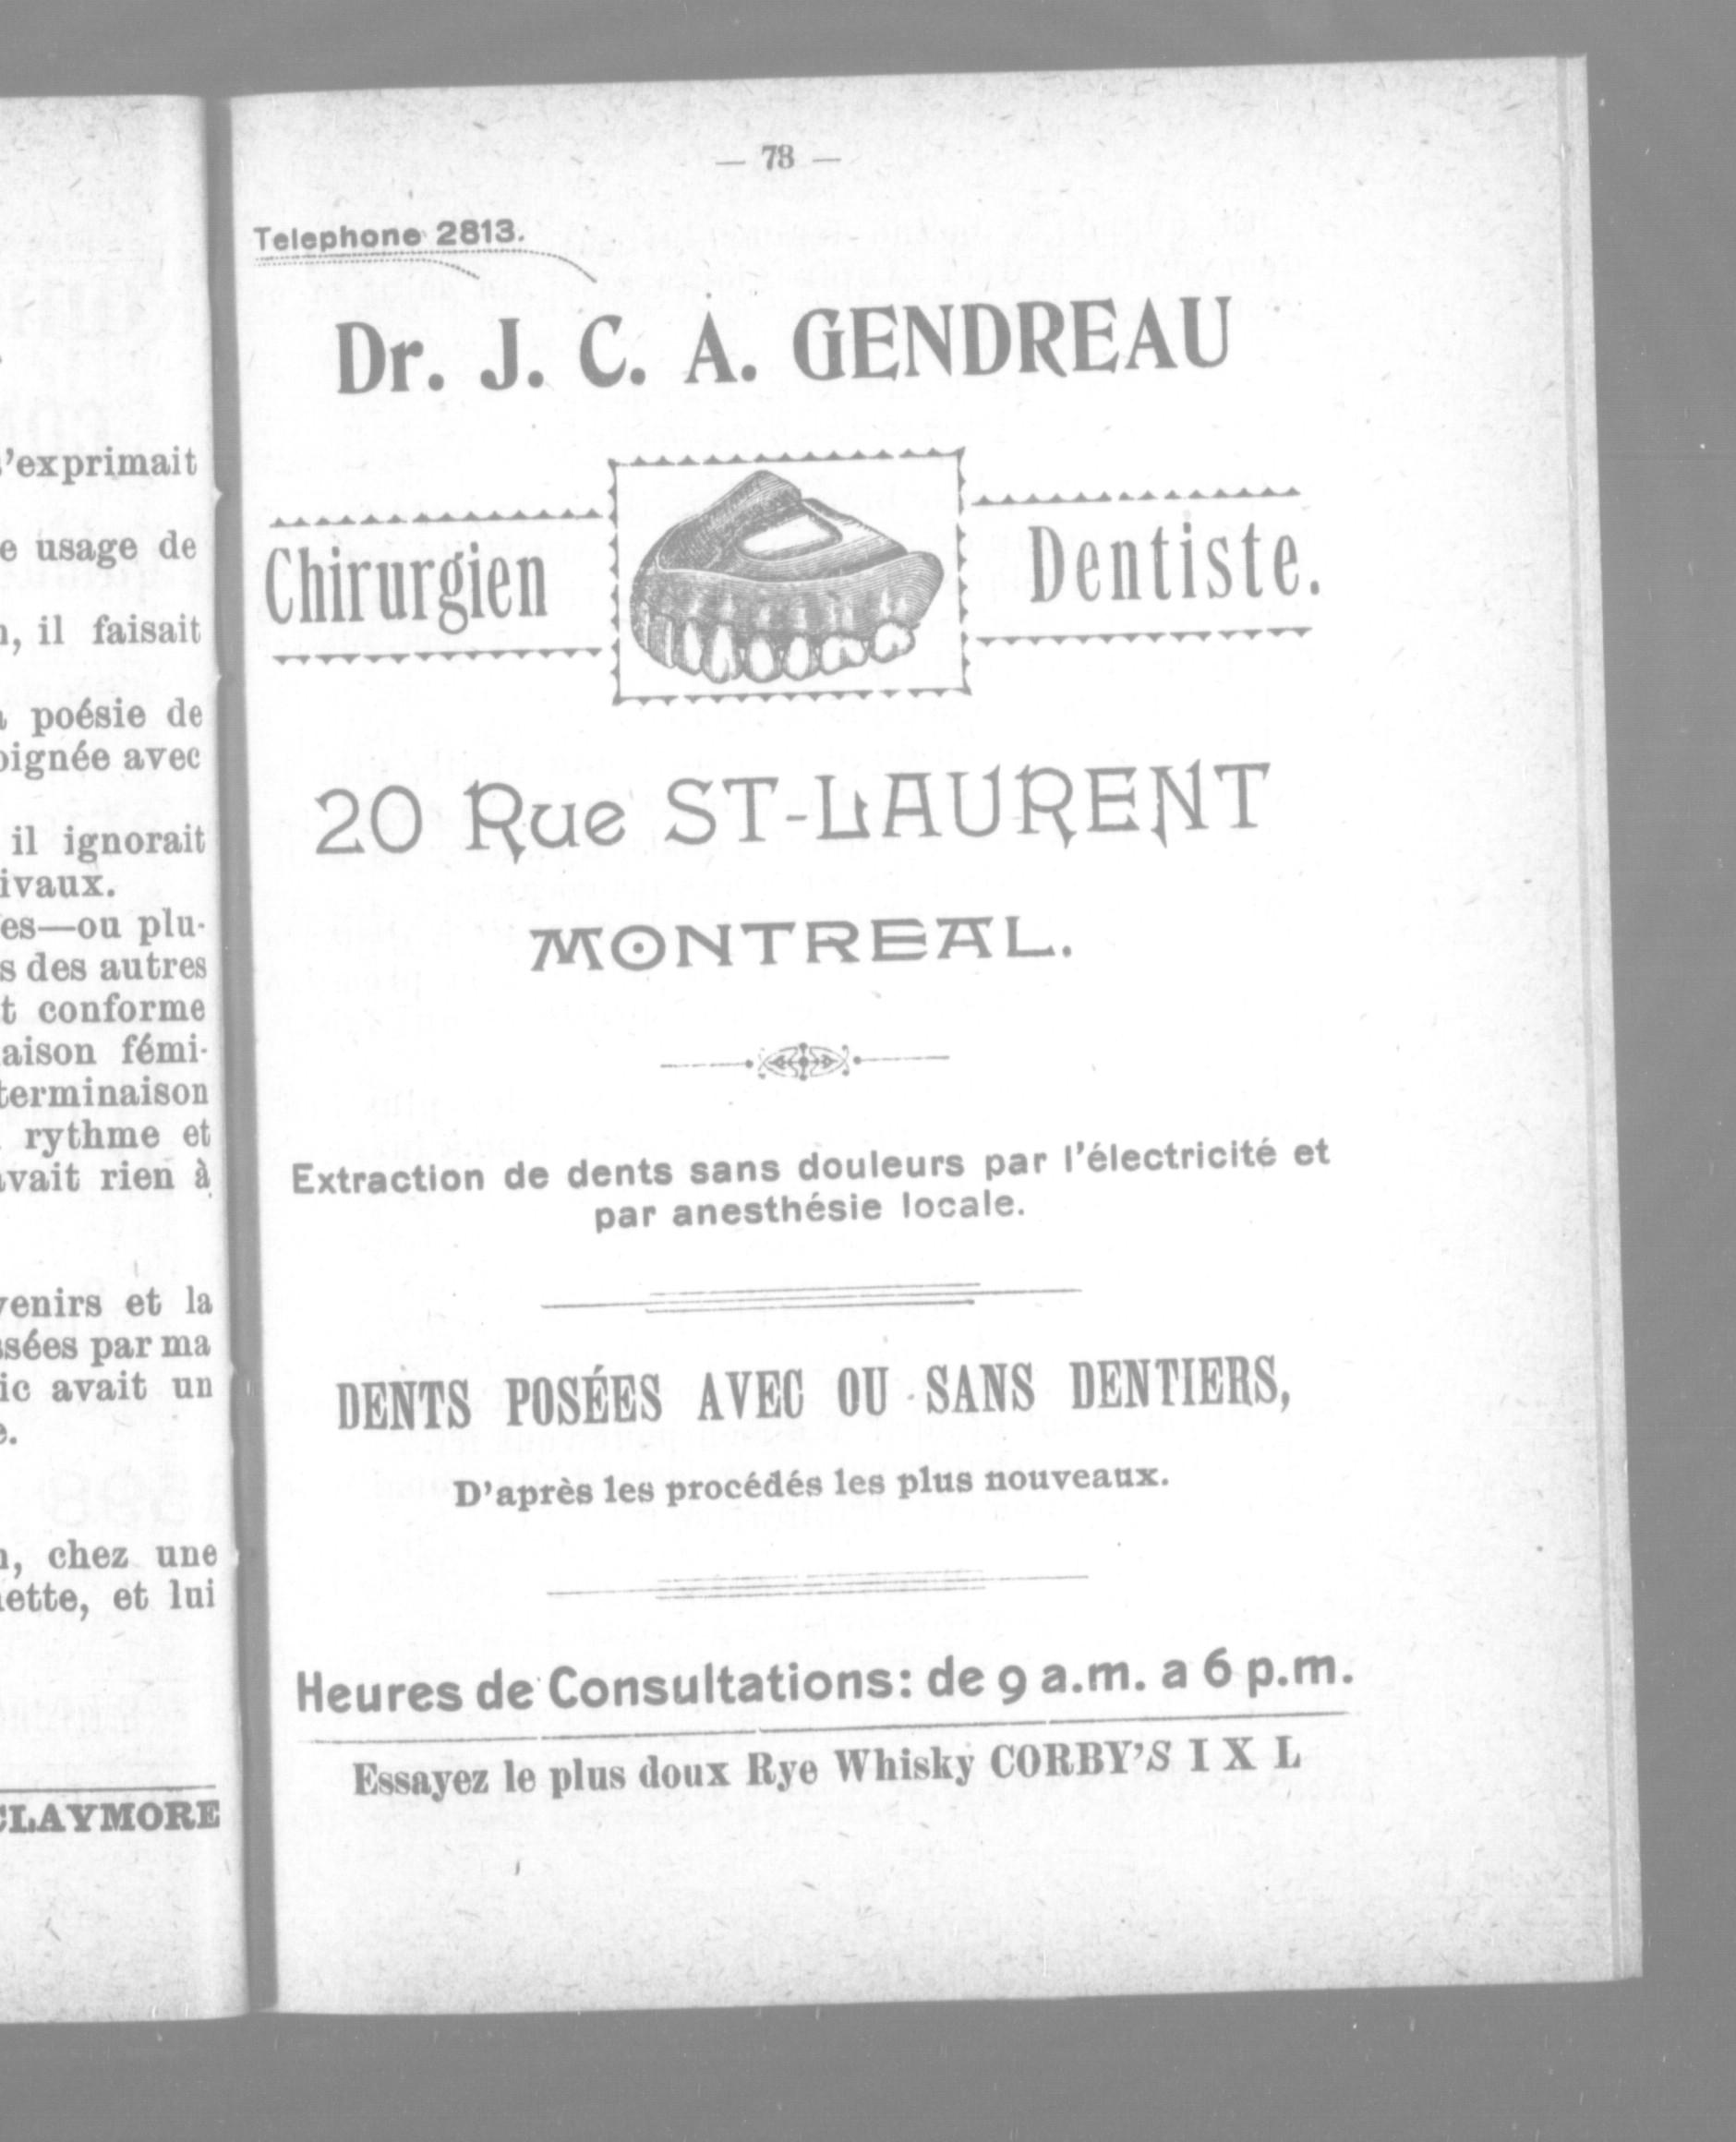 s'exprimait
e usage de
, il faisait
poésie de
oignée avec
il ignorait
ivaux.
es—ou plu-
s des autres
t conforme
aison fémi-
terminaison
rythme et
avait rien à
venirs et la
ssées par ma
ic avait un
e.
, chez une
ette, et lui
CLAYMORE
— 73 —
Telephone 2813.
Dr. J. C. A. GENDREAU
Chirurgien Dentiste.
20 Rue ST-LAURENT
MONTREAL.
Extraction de dents sans douleurs par l'électricité et
par anesthésie locale.
DENTS POSÉES AVEC OU SANS DENTIERS,
D'après les procédés les plus nouveaux.
Heures de Consultations: de 9 a.m. a 6 p.m.
Essayez le plus doux Rye Whisky CORBY'S I X L